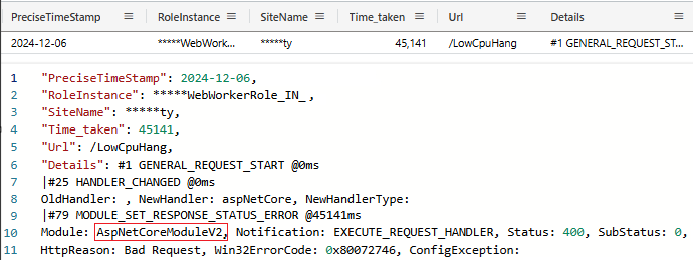 PreciseTimeStamp RoleInstance SiteName Time_taken Url Details
2024-12-06 *****WebWork... *****ty 45,141 /LowCpuHang #1 GENERAL_REQUEST_ST...
1 "PreciseTimeStamp": 2024-12-06,
2 "RoleInstance": *****WebWorkerRole_IN_ ,
3 "SiteName": *****ty,
4 "Time_taken": 45141,
5 "Url": /LowCpuHang,
6 "Details": #1 GENERAL_REQUEST_START @0ms
7 |#25 HANDLER_CHANGED @0ms
8 OldHandler: , NewHandler: aspNetCore, NewHandlerType:
9 |#79 MODULE_SET_RESPONSE_STATUS_ERROR @45141ms
10 Module: AspNetCoreModuleV2, Notification: EXECUTE_REQUEST_HANDLER, Status: 400, SubStatus: 0,
11 HttpReason: Bad Request, Win32ErrorCode: 0x80072746, ConfigException: